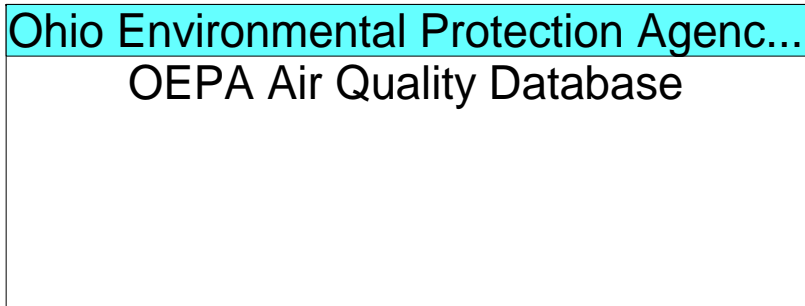 Ohio Environmental Protection Agenc...
OEPA Air Quality Database